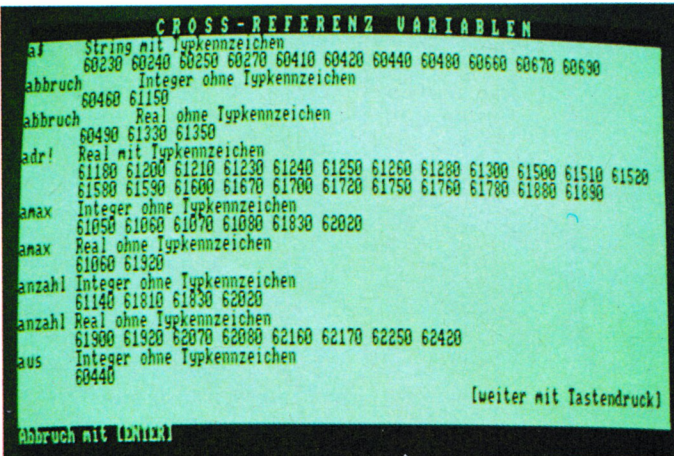 CROSS-REFERENZ VARIABLEN
a$ String mit Typkennzeichen
60230 60240 60250 60270 60410 60420 60440 60480 60660 60670 60690
abbruch Integer ohne Typkennzeichen
60460 61150
abbruch Real ohne Typkennzeichen
60490 61330 61350
adr! Real mit Typkennzeichen
61180 61200 61210 61230 61240 61250 61260 61280 61300 61500 61510 61520
61580 61590 61600 61670 61700 61720 61750 61760 61780 61880 61890
amax Integer ohne Typkennzeichen
61050 61060 61070 61080 61830 62020
amax Real ohne Typkennzeichen
61060 61920
anzahl Integer ohne Typkennzeichen
61140 61810 61830 62020
anzahl Real ohne Typkennzeichen
61900 61920 62070 62080 62160 62170 62250 62420
aus Integer ohne Typkennzeichen
60440
[weiter mit Tastendruck]
Abbruch mit [ENTER]